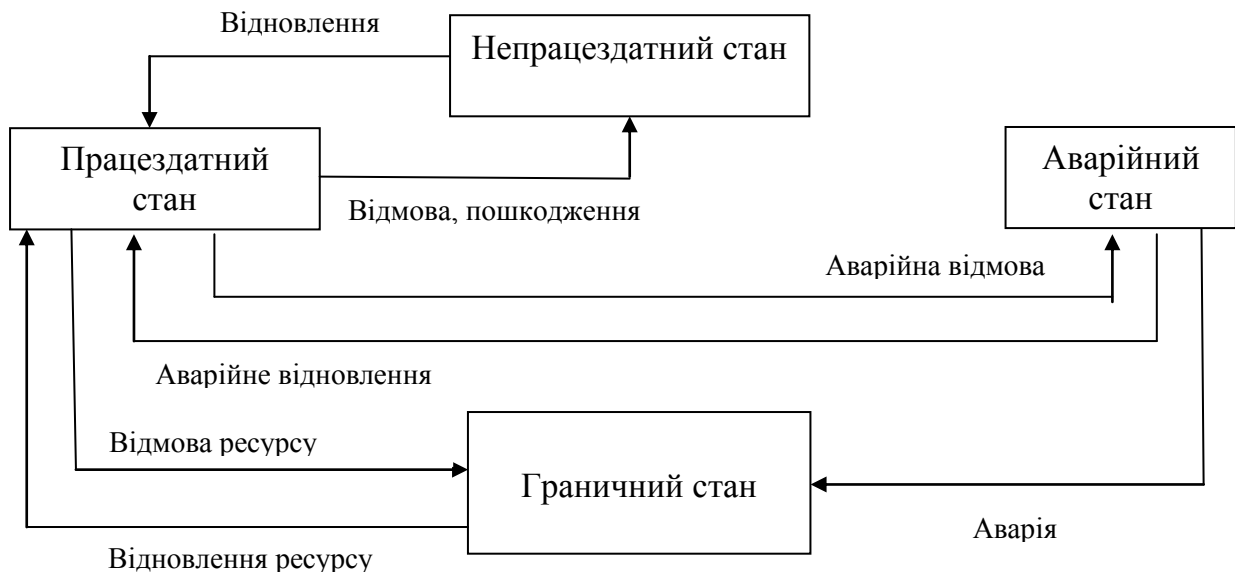 Відновлення
Непрацездатний стан
Працездатний
стан
Аварійний
стан
Відмова, пошкодження
Аварійна відмова
Аварійне відновлення
Відмова ресурсу
Граничний стан
Аварія
Відновлення ресурсу